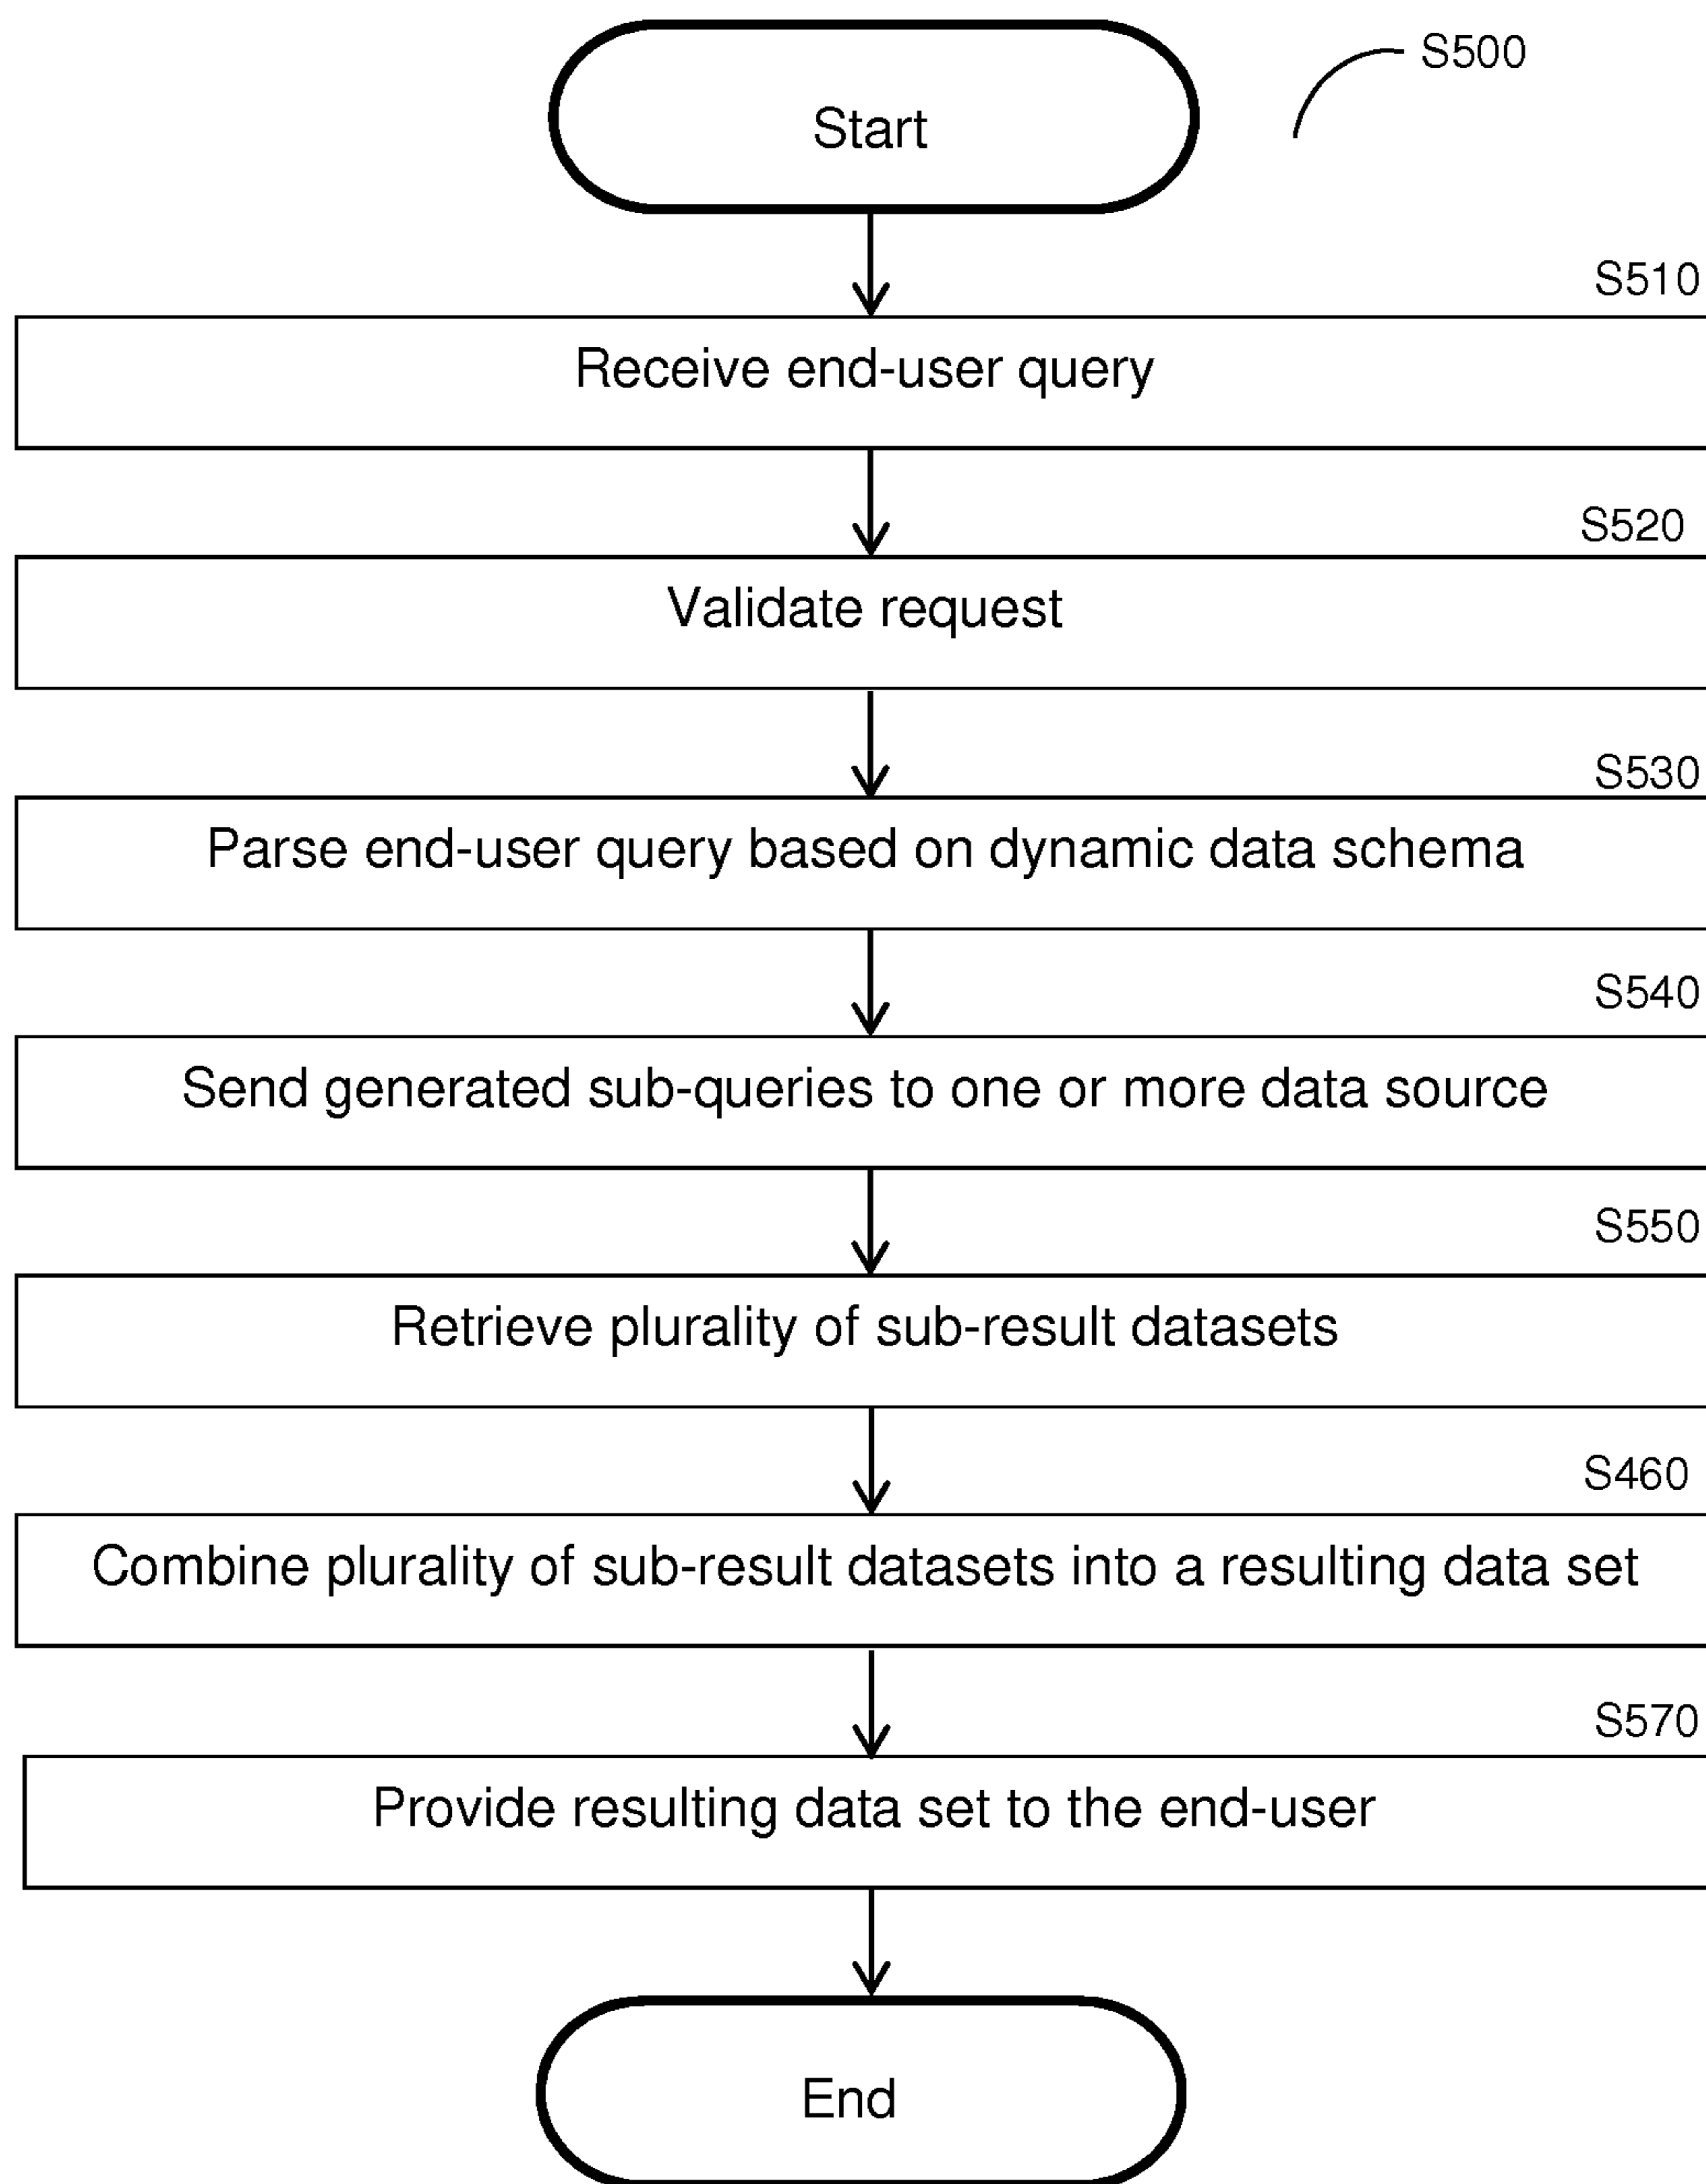 Start
S500
S510
Receive end-user query
S520
Validate request
S530
Parse end-user query based on dynamic data schema
S540
Send generated sub-queries to one or more data source
S550
Retrieve plurality of sub-result datasets
S460
Combine plurality of sub-result datasets into a resulting data set
S570
Provide resulting data set to the end-user
End